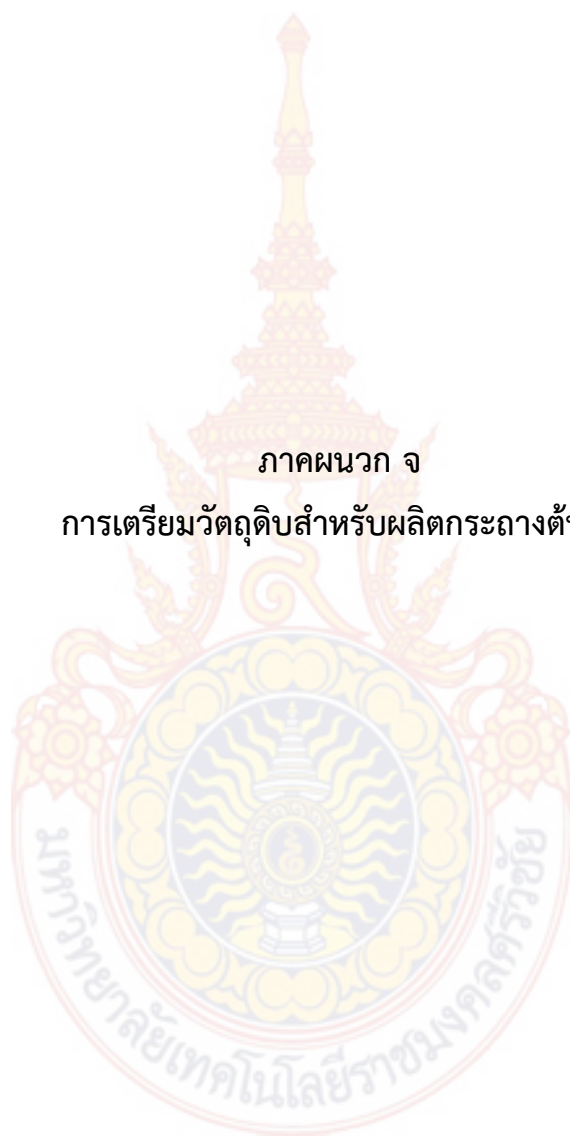 ภาคผนวก จ
การเตรียมวัตถุดิบสำหรับผลิตกระถางต้น
มหาวิทยาลัยเทคโนโลยีราชมงคลศรีวิชัย